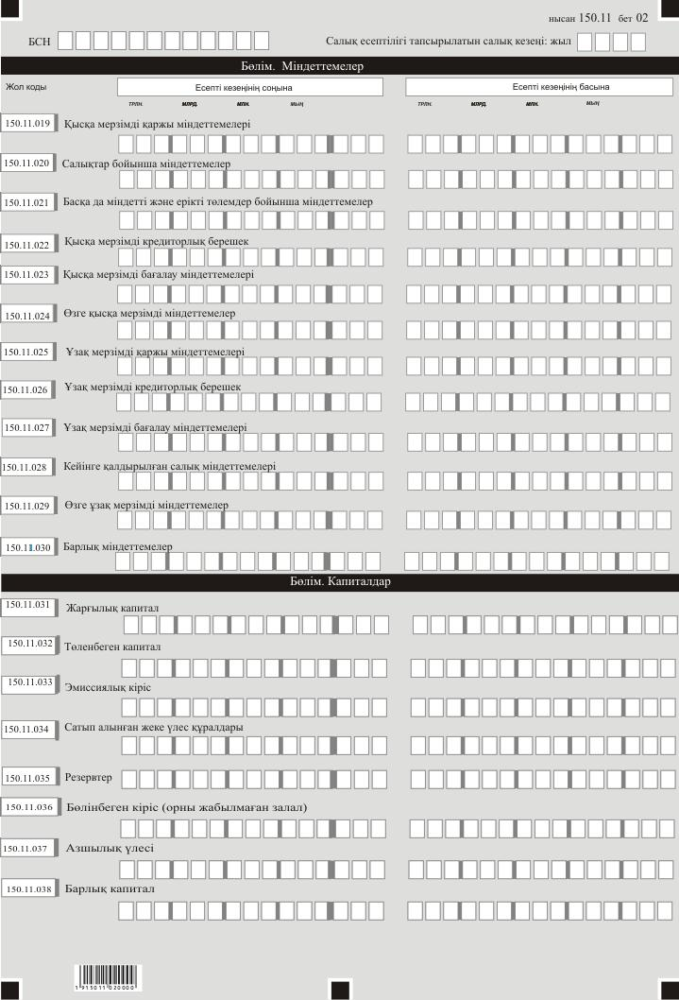 нысан 150.11 бет 02
БСН Салық есептілігі тапсырылатын салық кезеңі: жыл
Бөлім. Міндеттемелер
Жол коды Есепті кезеңінің соңына Есепті кезеңінің басына
ТРЛН. МЛРД. МЛН. МЫҢ ТРЛН. МЛРД. МЛН. МЫҢ
150.11.019 Қысқа мерзімді қаржы міндеттемелері
150.11.020 Салықтар бойынша міндеттемелер
150.11.021 Басқа да міндетті және ерікті төлемдер бойынша міндеттемелер
150.11.022 Қысқа мерзімді кредиторлық берешек
150.11.023 Қысқа мерзімді бағалау міндеттемелері
150.11.024 Өзге қысқа мерзімді міндеттемелер
150.11.025 Ұзақ мерзімді қаржы міндеттемелері
150.11.026 Ұзақ мерзімді кредиторлық берешек
150.11.027 Ұзақ мерзімді бағалау міндеттемелері
150.11.028 Кейінге қалдырылған салық міндеттемелері
150.11.029 Өзге ұзақ мерзімді міндеттемелер
150.11.030 Барлық міндеттемелер
Бөлім. Капиталдар
150.11.031 Жарғылық капитал
150.11.032 Төленбеген капитал
150.11.033 Эмиссиялық кіріс
150.11.034 Сатып алынған жеке үлес құралдары
150.11.035 Резервтер
150.11.036 Бөлінбеген кіріс (орны жабылмаған залал)
150.11.037 Азшылық үлесі
150.11.038 Барлық капитал
1915011020000